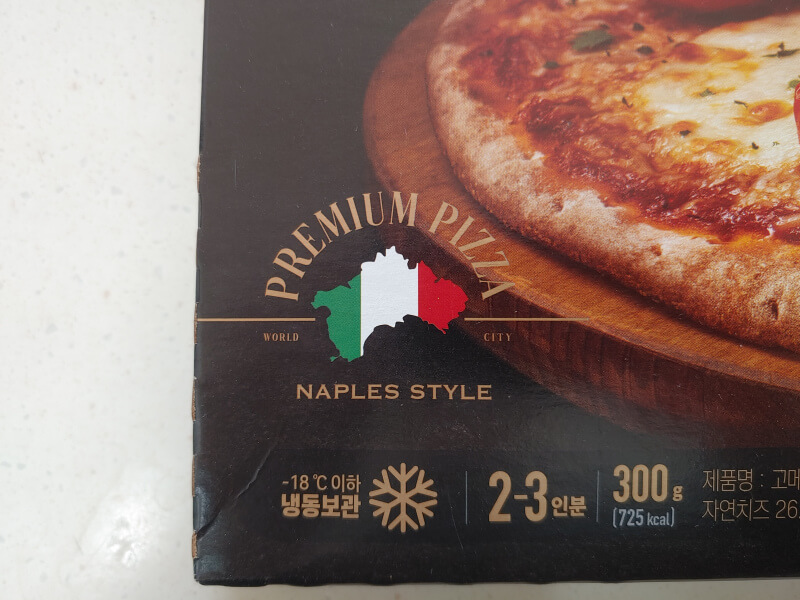 PREMIUM PIZZA
WORLD CITY
NAPLES STYLE
-18℃ 이하
냉동보관
2-3 인분
300 g
(725 kcal)
제품명 : 고메
자연치즈 26.